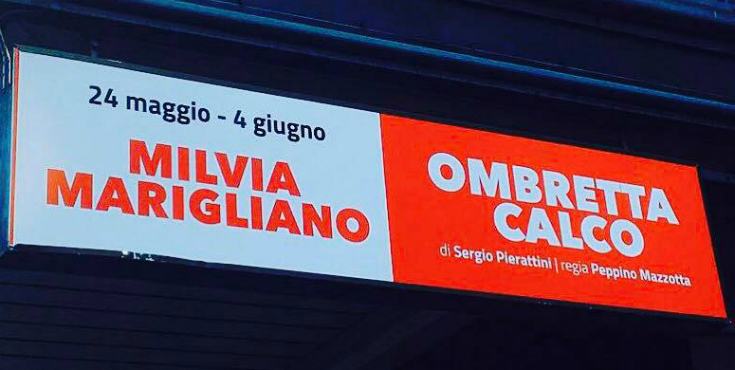 24 maggio - 4 giugno
MILVIA
MARIGLIANO
OMBRETTA
CALCO
di Sergio Pierattini | regia Peppino Mazzotta